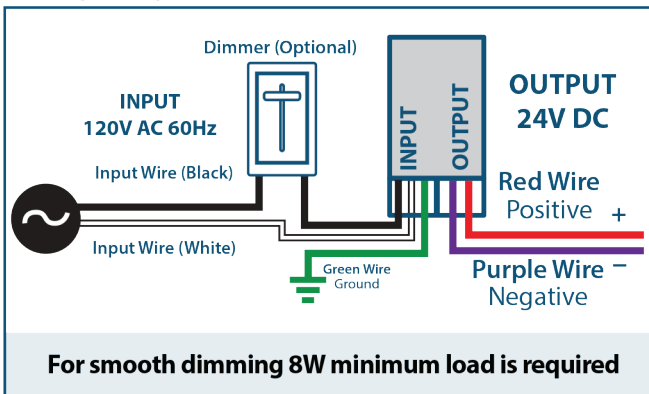 Dimmer (Optional)
INPUT
120V AC 60Hz
Input Wire (Black)
Input Wire (White)
INPUT
OUTPUT
OUTPUT
24V DC
Red Wire
Positive +
Purple Wire –
Negative
Green Wire
Ground
For smooth dimming 8W minimum load is required